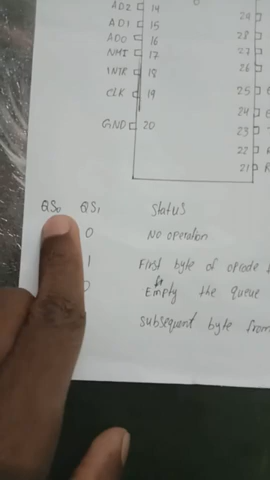 AD2 14
AD1 15
AD0 16
NMI 17
INTR 18
CLK 19
GND 20
29
28
27
26
25
24
23
22
21
QS0 QS1 Status
0 No operation
1 First byte of opcode
0 Empty the queue
Subsequent byte from